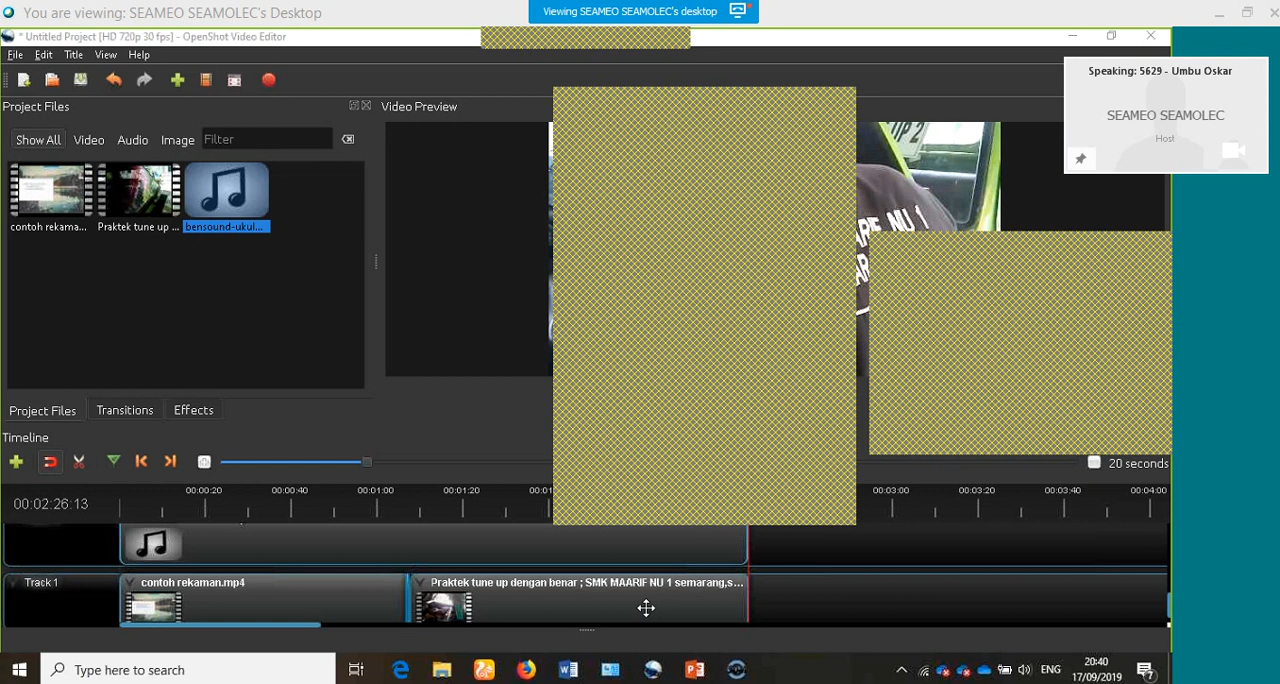 You are viewing: SEAMEO SEAMOLEC's Desktop
Viewing SEAMEO SEAMOLEC's desktop
* Untitled Project [HD 720p 30 fps] - OpenShot Video Editor
File Edit Title View Help
Speaking: 5629 - Umbu Oskar
SEAMEO SEAMOLEC
Host
Project Files
Video Preview
Show All Video Audio Image Filter
contoh rekama... Praktek tune up ... bensound-ukul...
NU 1
Project Files Transitions Effects
Timeline
20 seconds
00:02:26:13
00:00:20 00:00:40 00:01:00 00:01:20 00:03:00 00:03:20 00:03:40 00:04:00
Track 1
contoh rekaman.mp4
Praktek tune up dengan benar ; SMK MAARIF NU 1 semarang,s...
Type here to search
ENG
20:40
17/09/2019
7